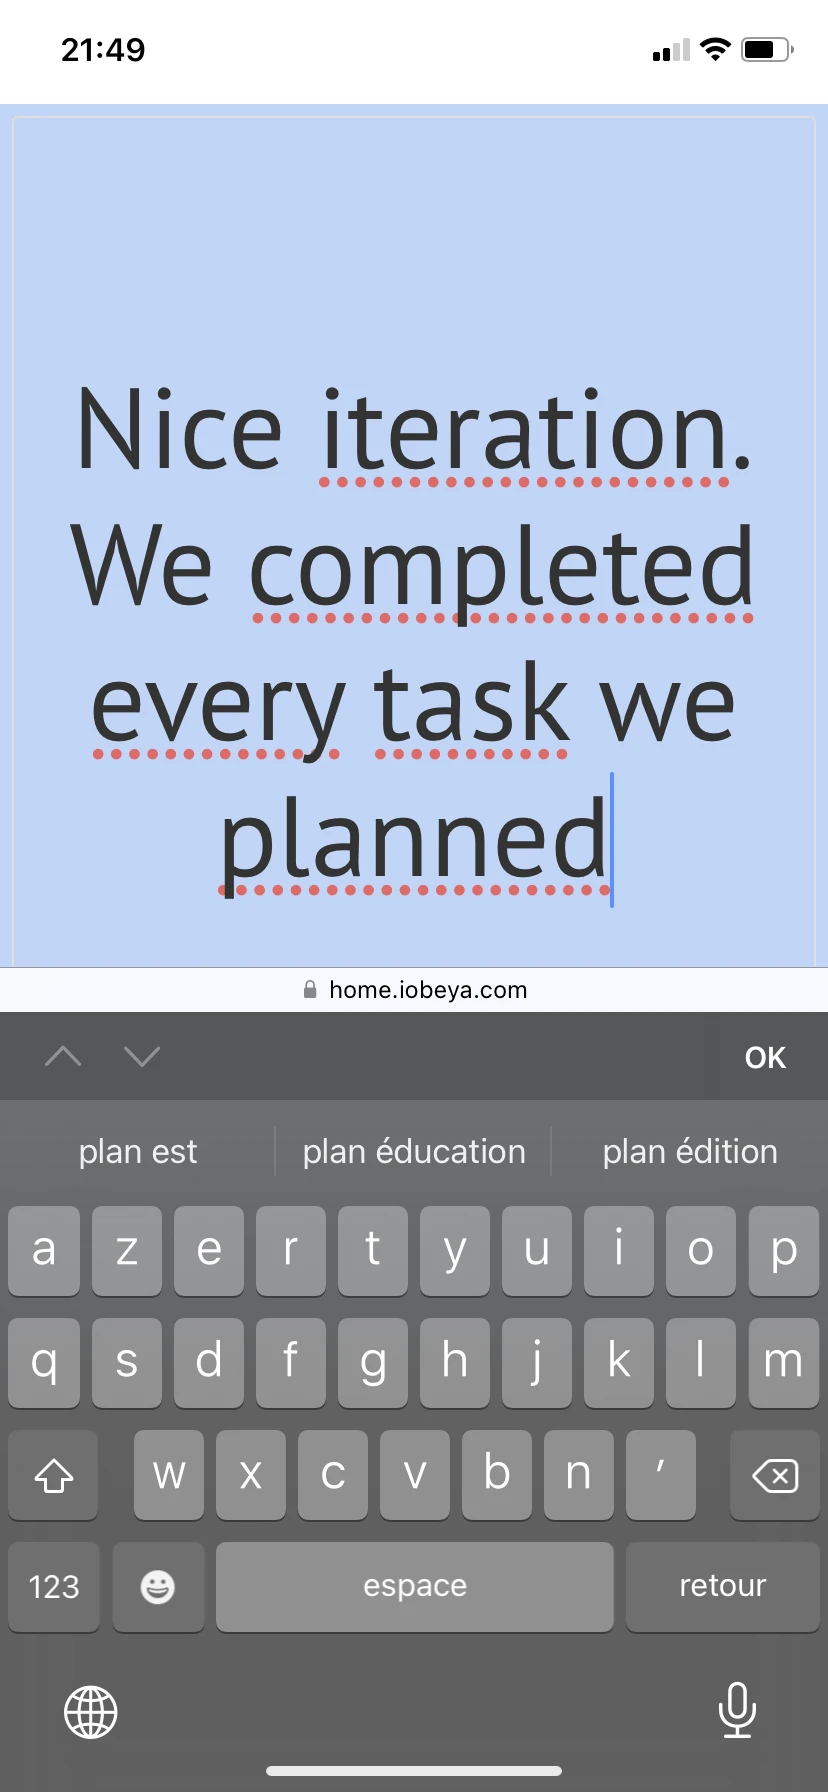 21:49
Nice iteration.
We completed
every task we
planned
home.iobeya.com
OK
plan est plan éducation plan édition
a z e r t y u i o p
q s d f g h j k l m
w x c v b n ′
123 espace retour